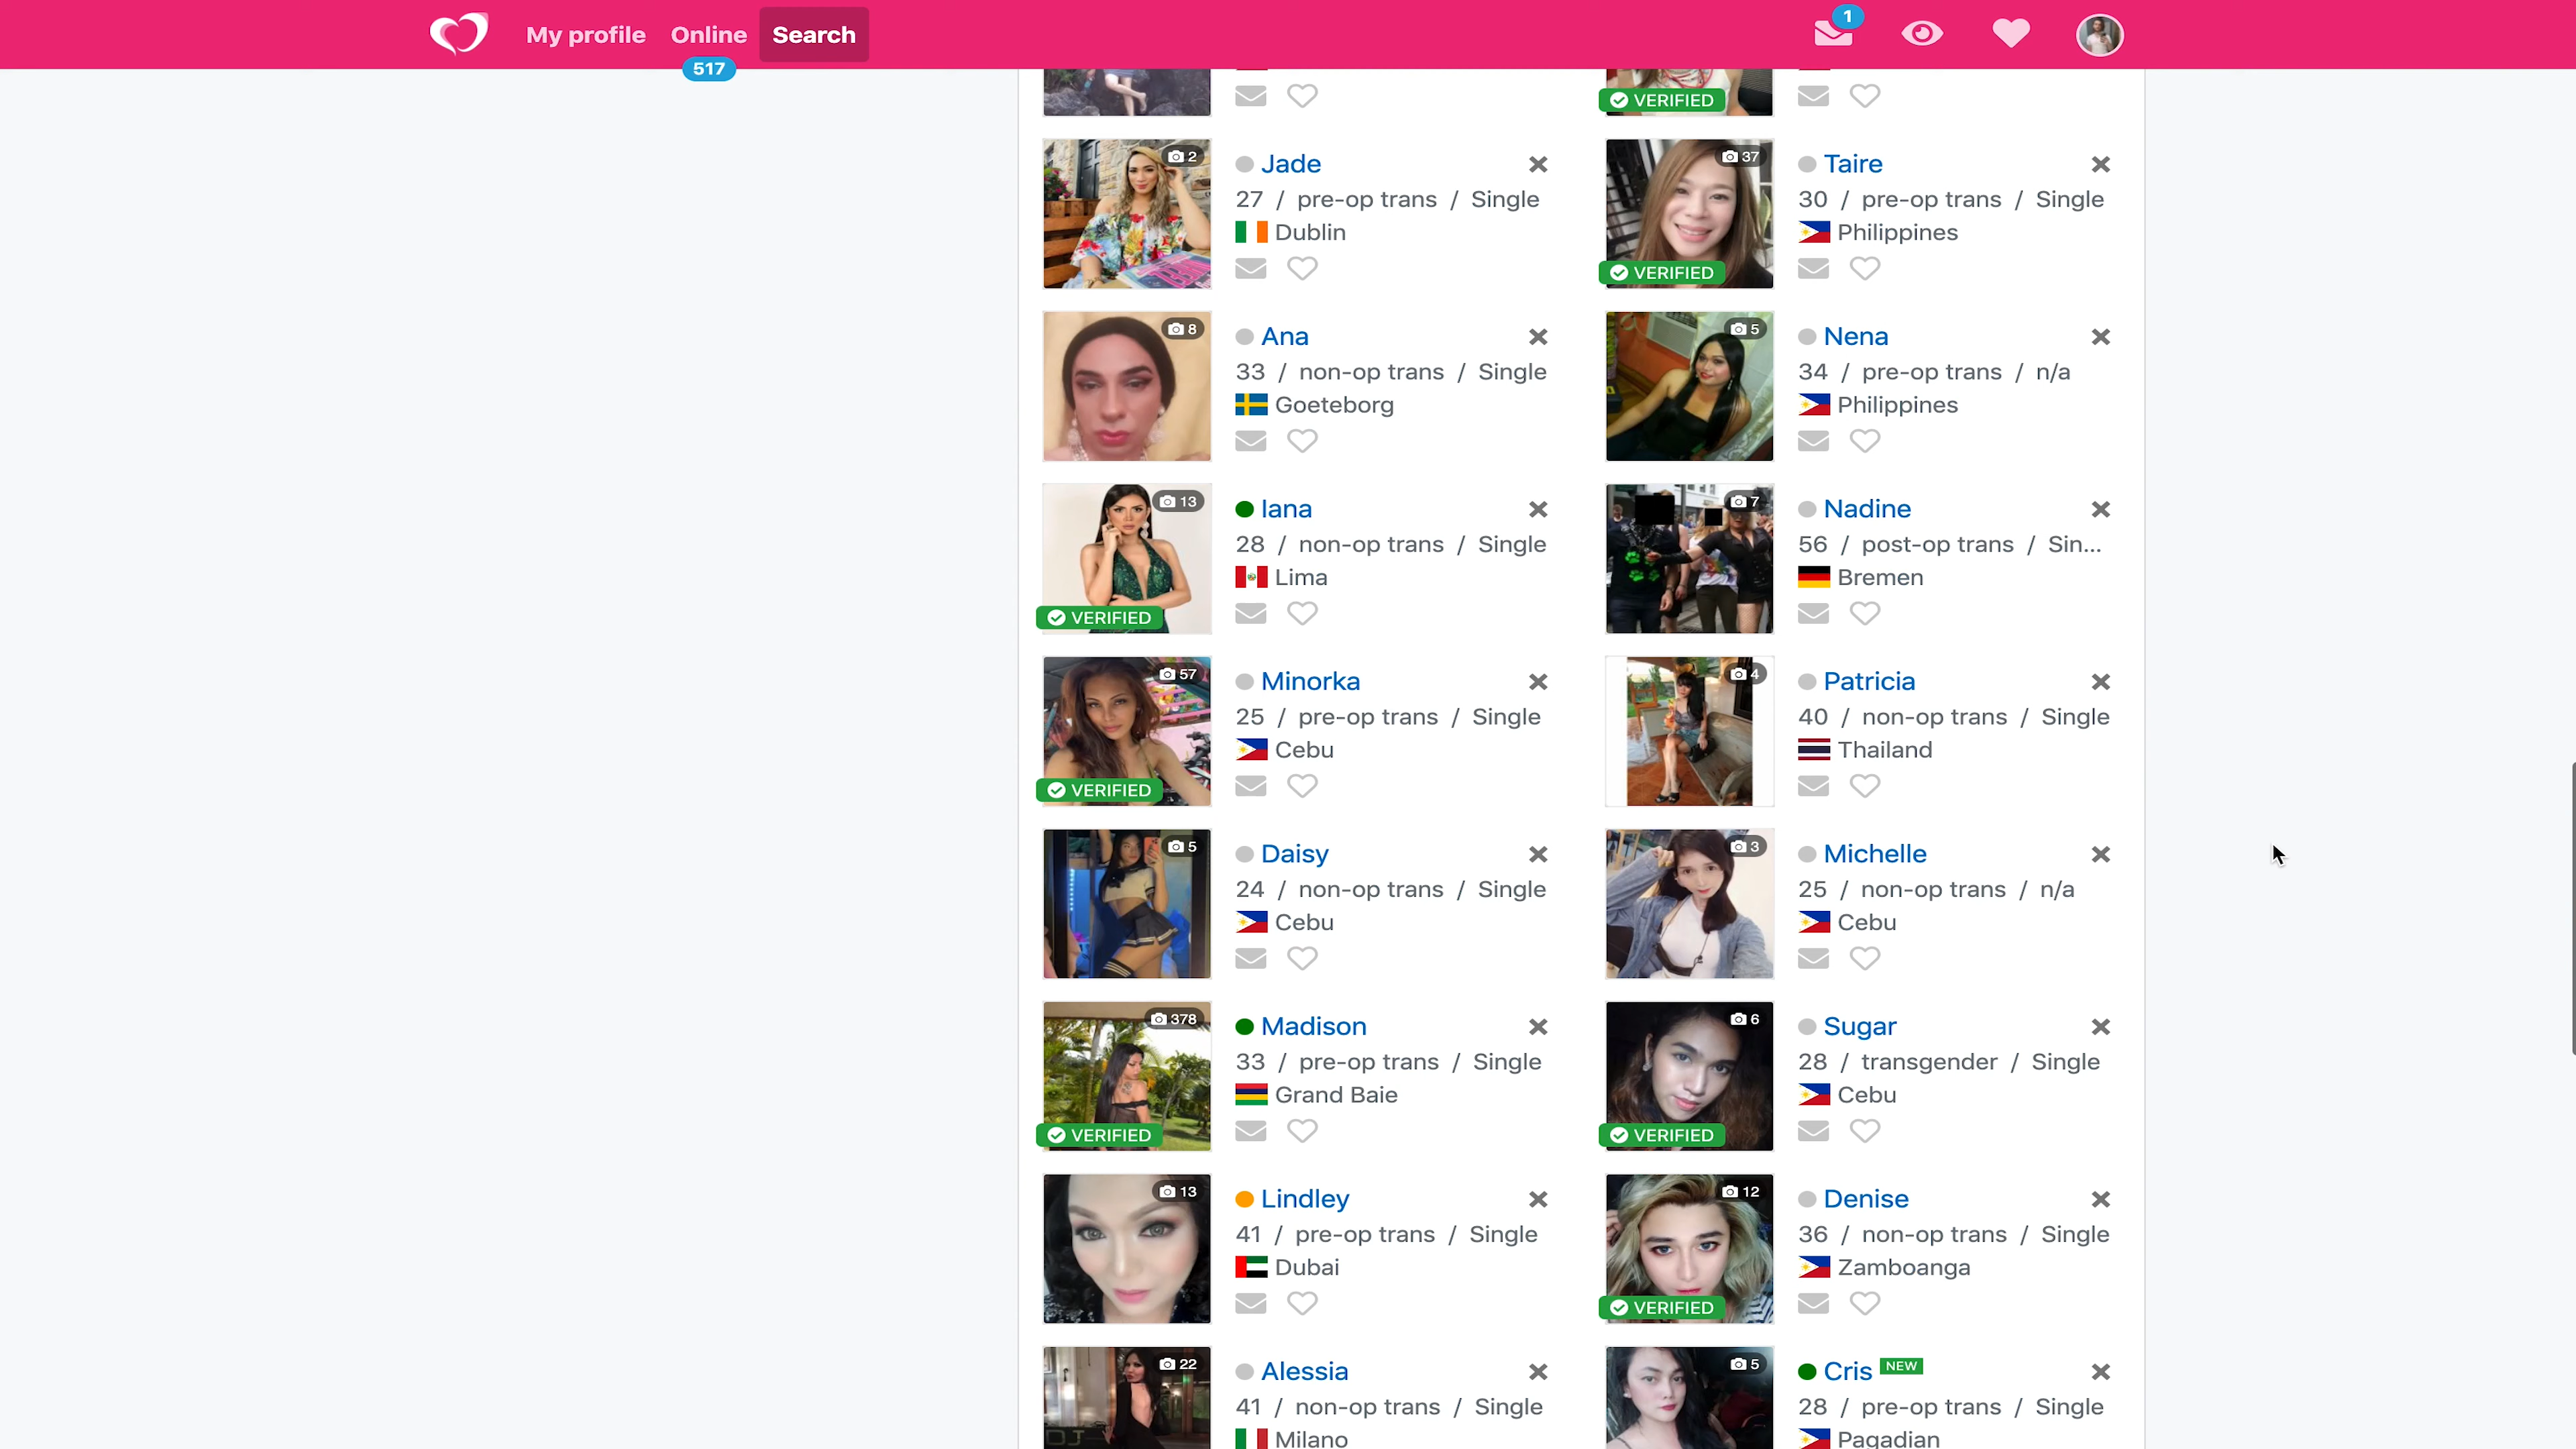 My profile Online Search 1
517
VERIFIED
2 Jade
27 / pre-op trans / Single
Dublin
37 Taire
30 / pre-op trans / Single
Philippines
VERIFIED
8 Ana
33 / non-op trans / Single
Goeteborg
5 Nena
34 / pre-op trans / n/a
Philippines
13 Iana
28 / non-op trans / Single
Lima
VERIFIED
7 Nadine
56 / post-op trans / Sin...
Bremen
57 Minorka
25 / pre-op trans / Single
Cebu
VERIFIED
4 Patricia
40 / non-op trans / Single
Thailand
5 Daisy
24 / non-op trans / Single
Cebu
3 Michelle
25 / non-op trans / n/a
Cebu
378 Madison
33 / pre-op trans / Single
Grand Baie
VERIFIED
6 Sugar
28 / transgender / Single
Cebu
VERIFIED
13 Lindley
41 / pre-op trans / Single
Dubai
12 Denise
36 / non-op trans / Single
Zamboanga
VERIFIED
22 Alessia
41 / non-op trans / Single
Milano
5 Cris NEW
28 / pre-op trans / Single
Pagadian